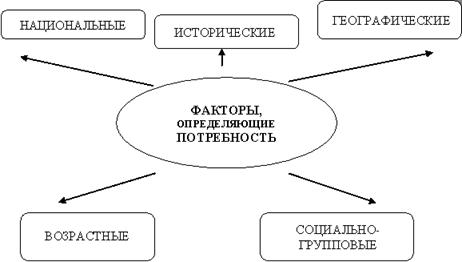 НАЦИОНАЛЬНЫЕ
ИСТОРИЧЕСКИЕ
ГЕОГРАФИЧЕСКИЕ
ФАКТОРЫ,
ОПРЕДЕЛЯЮЩИЕ
ПОТРЕБНОСТЬ
ВОЗРАСТНЫЕ
СОЦИАЛЬНО-
ГРУППОВЫЕ